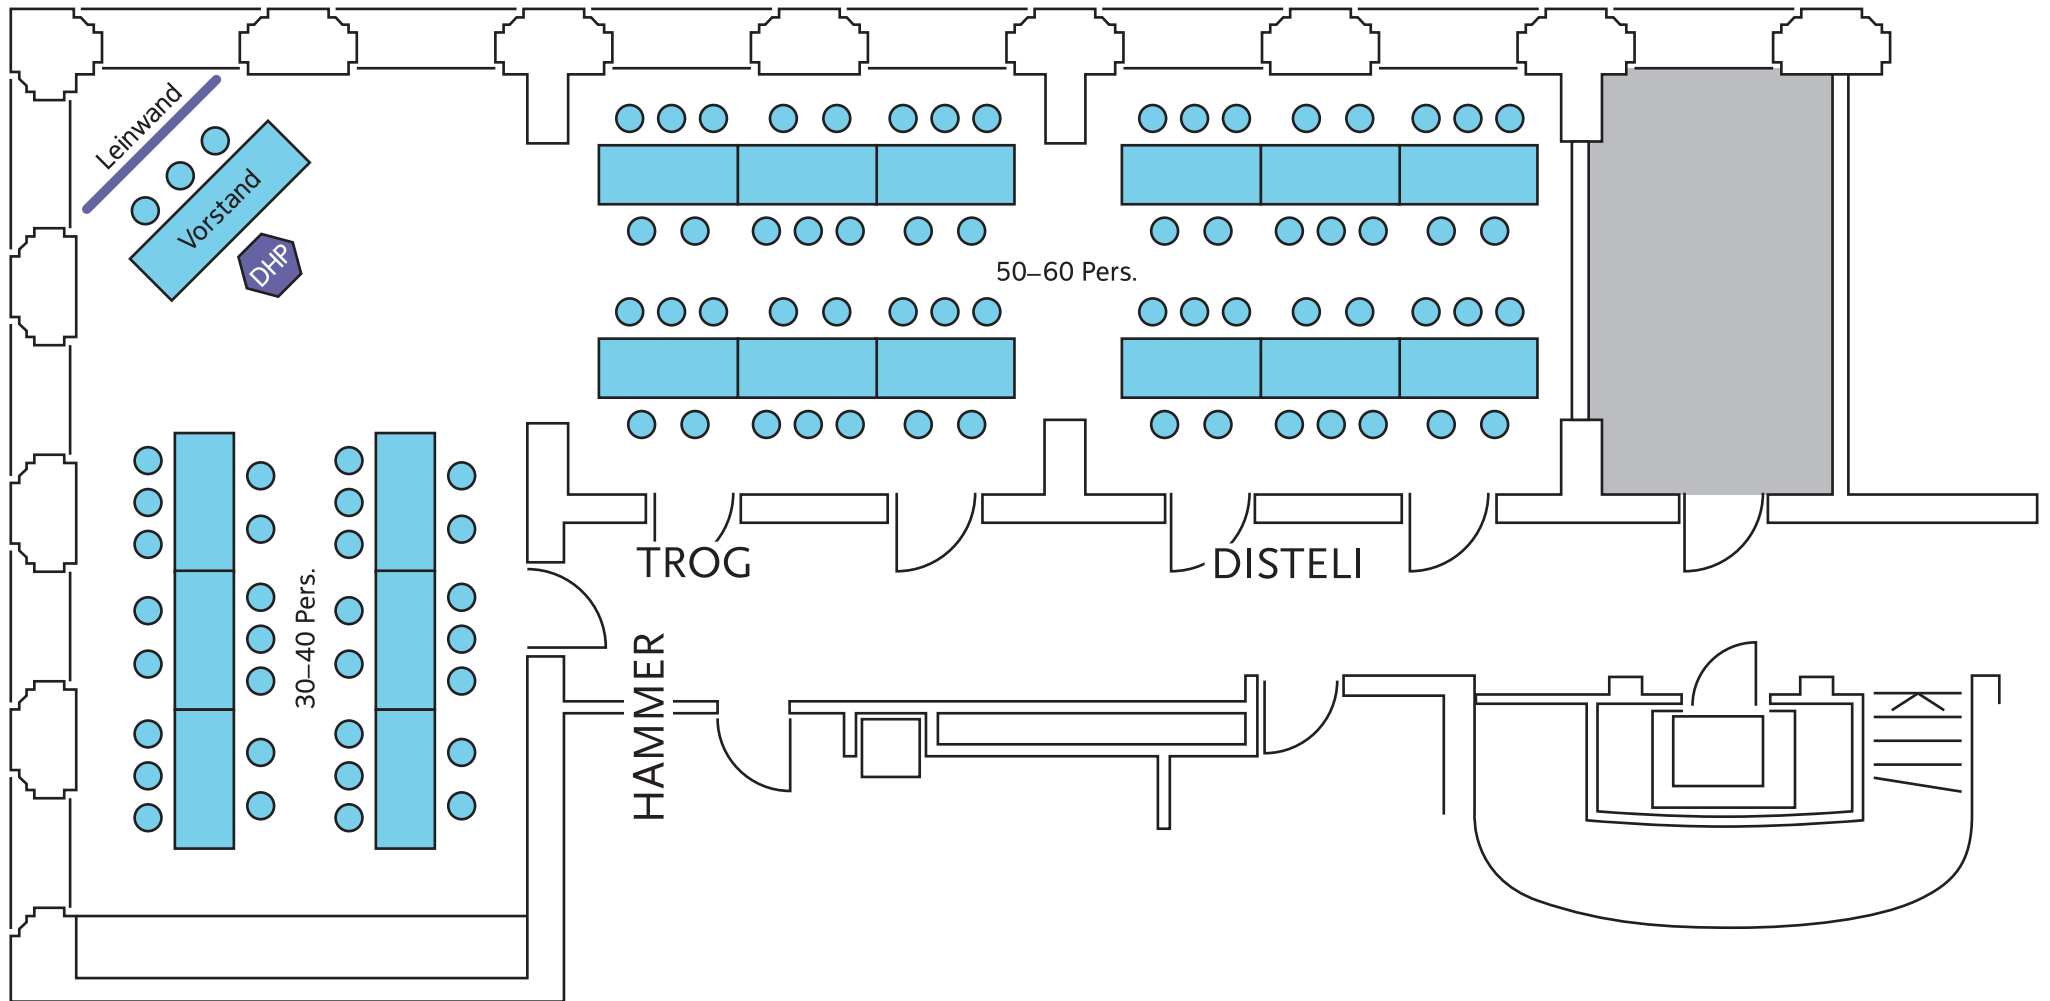 Leinwand
Vorstand
DHP
50–60 Pers.
30–40 Pers.
TROG
DISTELI
HAMMER